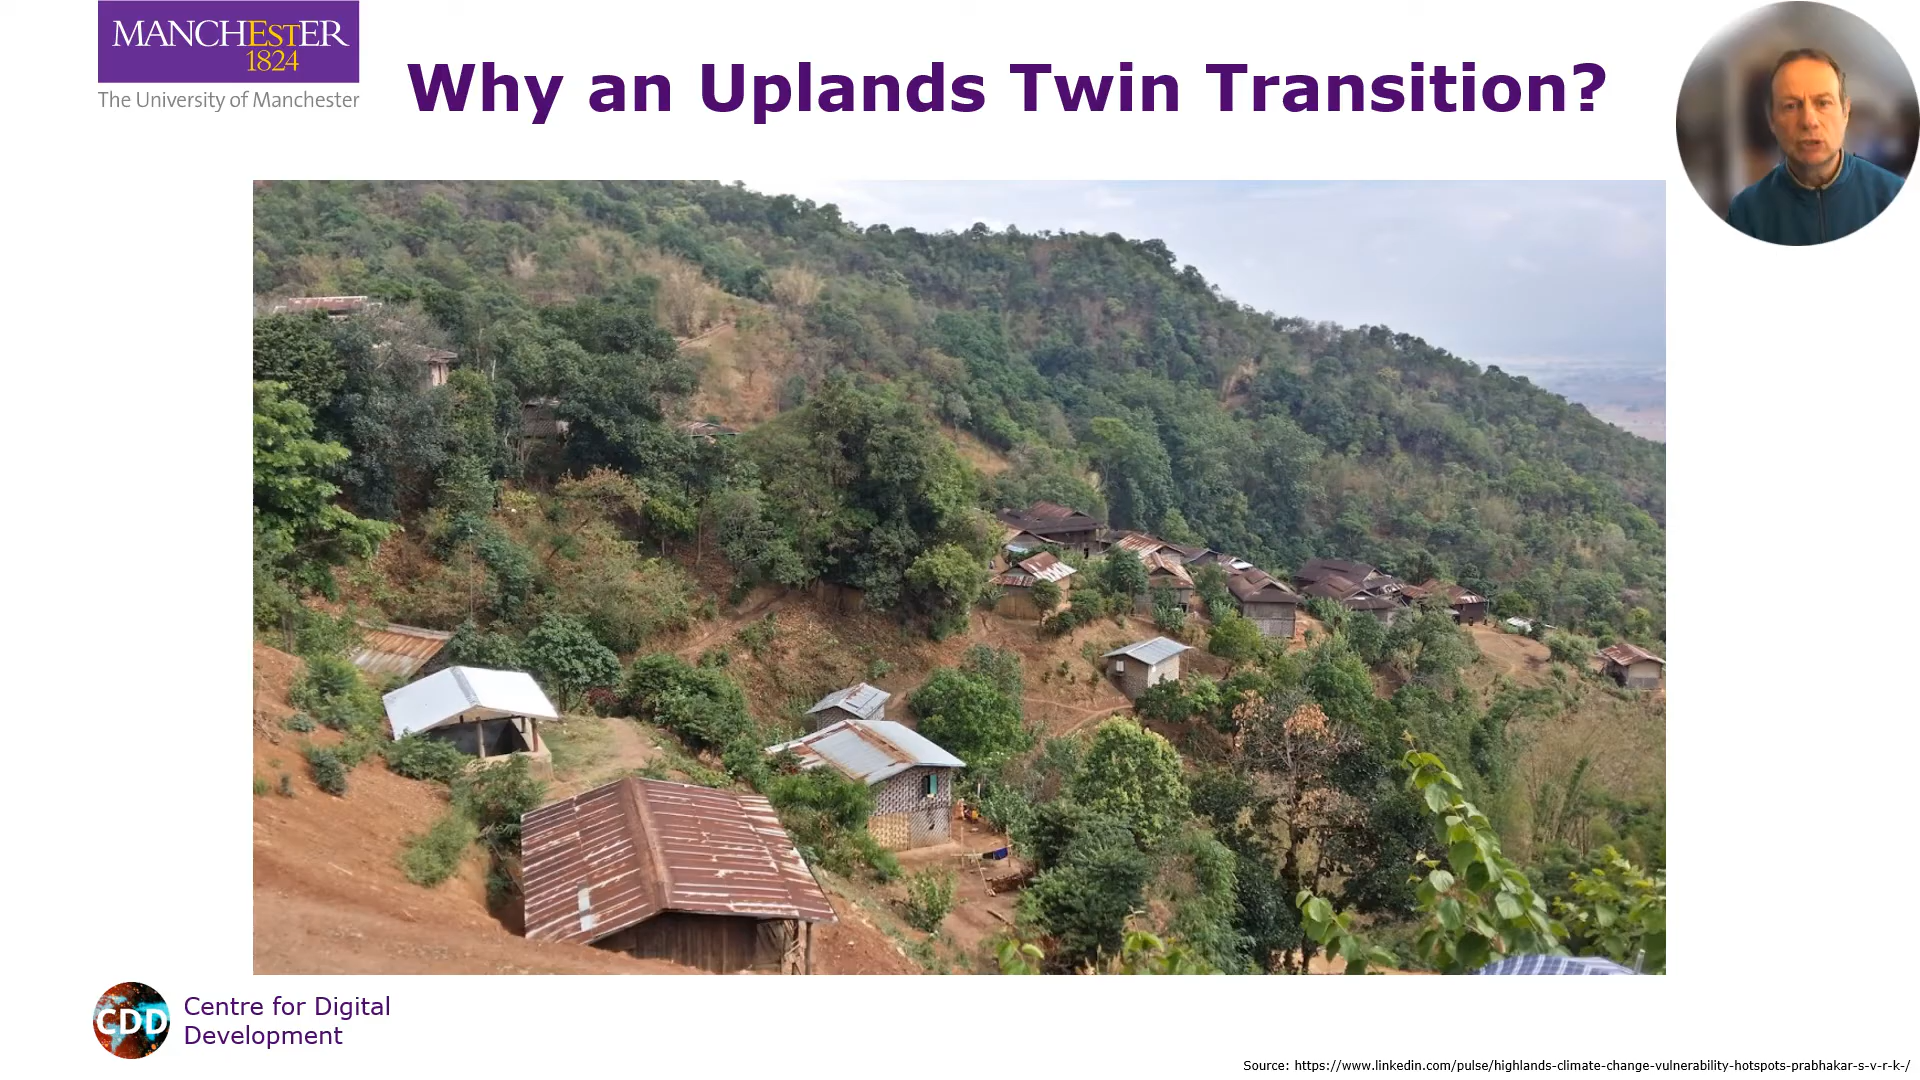 MANCHESTER
1824
The University of Manchester
Why an Uplands Twin Transition?
CDD
Centre for Digital
Development
Source: https://www.linkedin.com/pulse/highlands-climate-change-vulnerability-hotspots-prabhakar-s-v-r-k-/